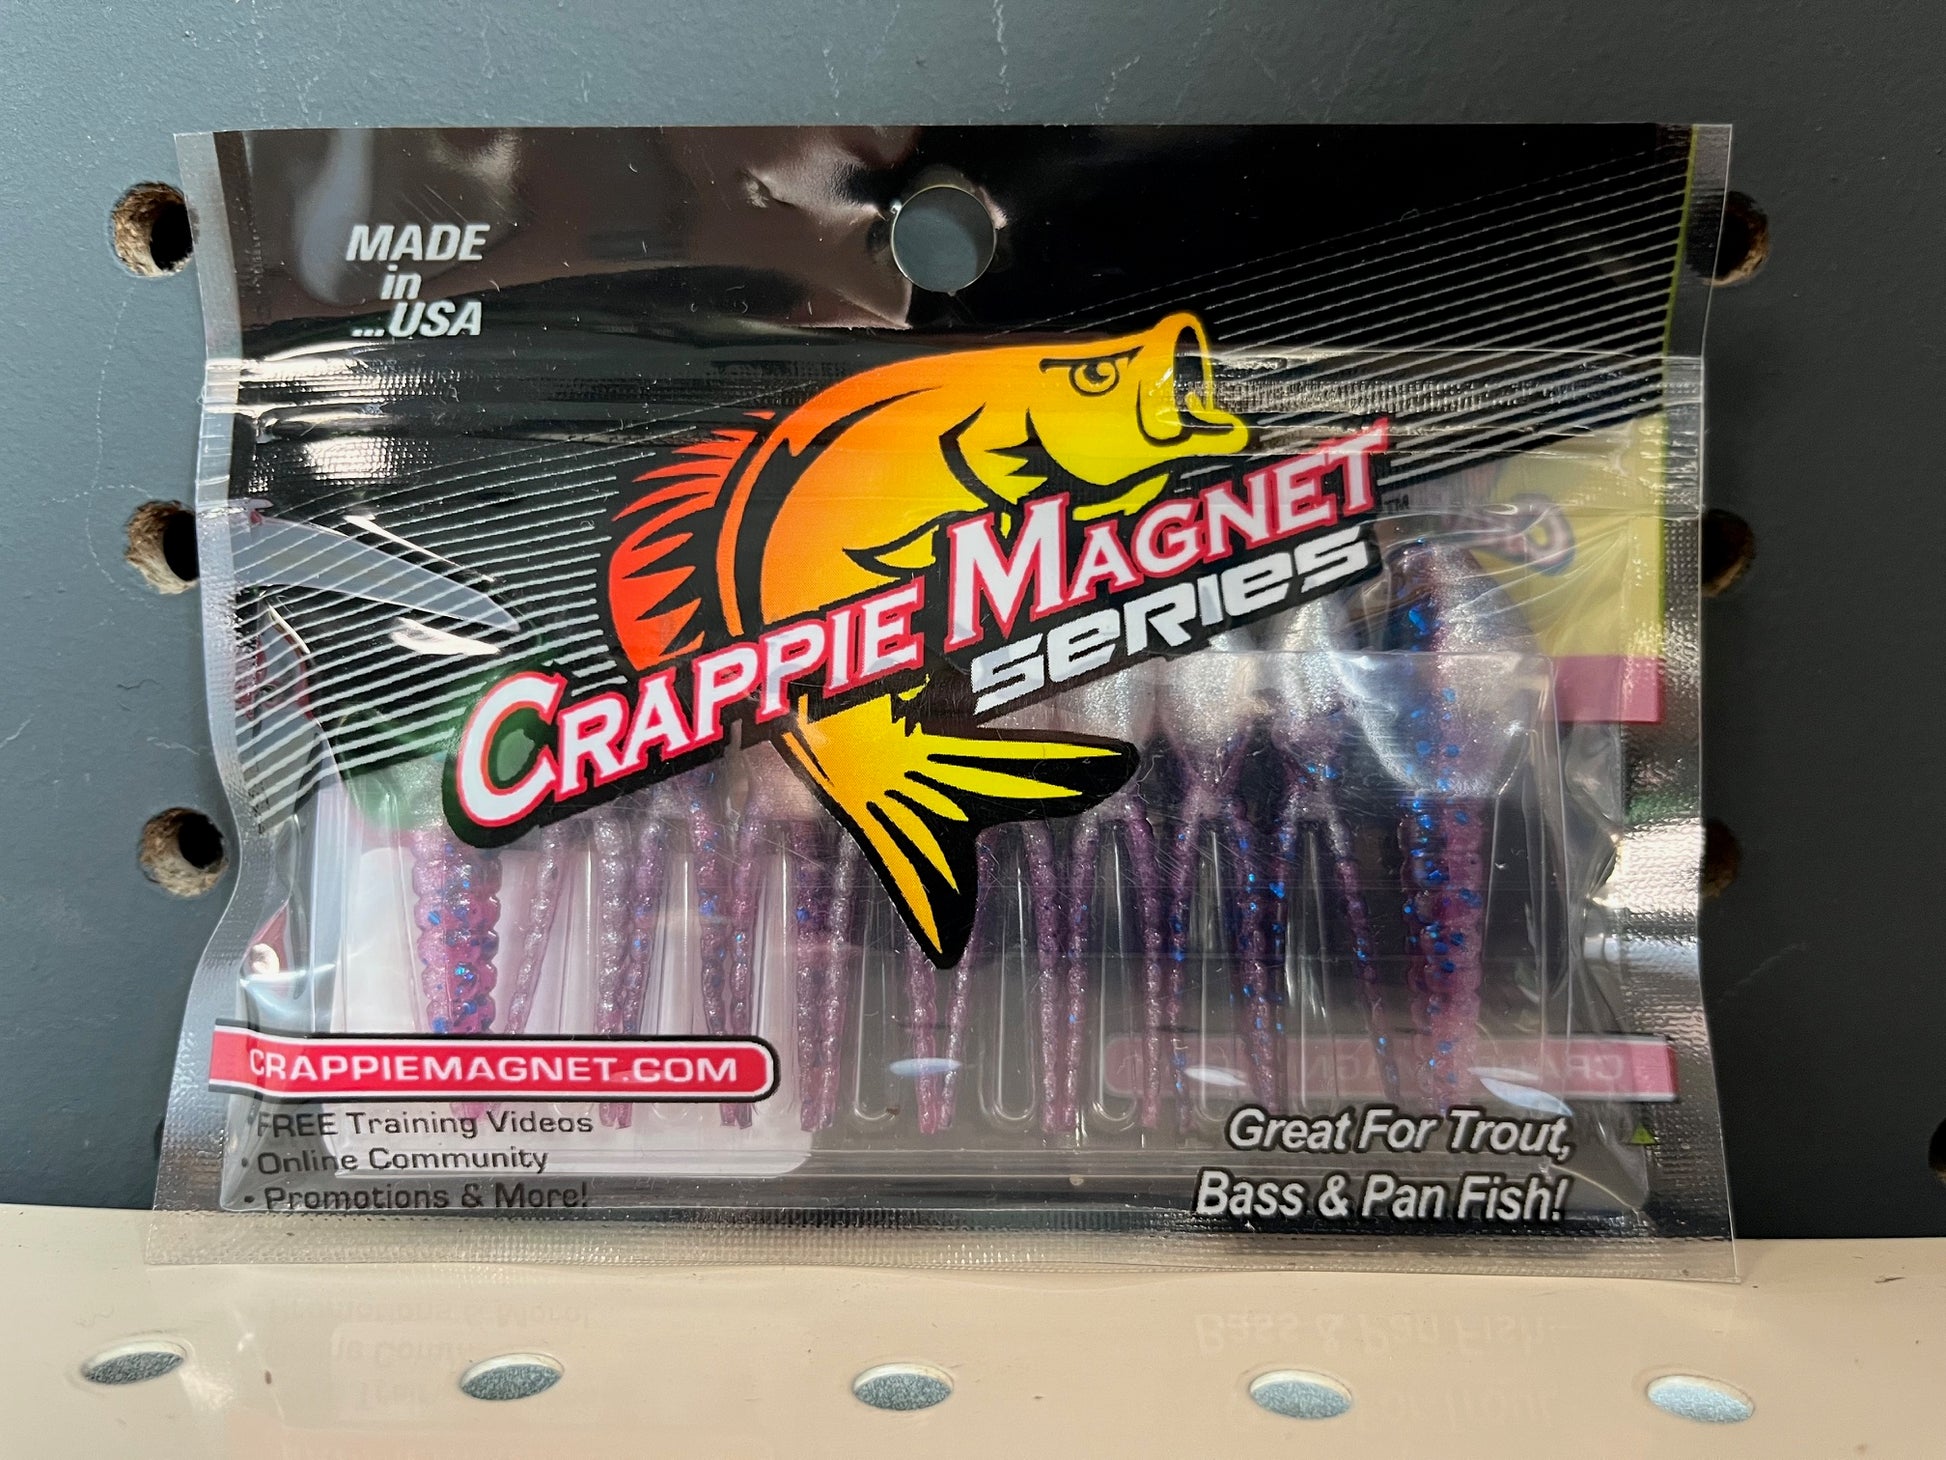 MADE
in
...USA
CRAPPIE MAGNET™
SERIES
CRAPPIEMAGNET.COM
• FREE Training Videos
• Online Community
• Promotions & More!
Great For Trout,
Bass & Pan Fish!